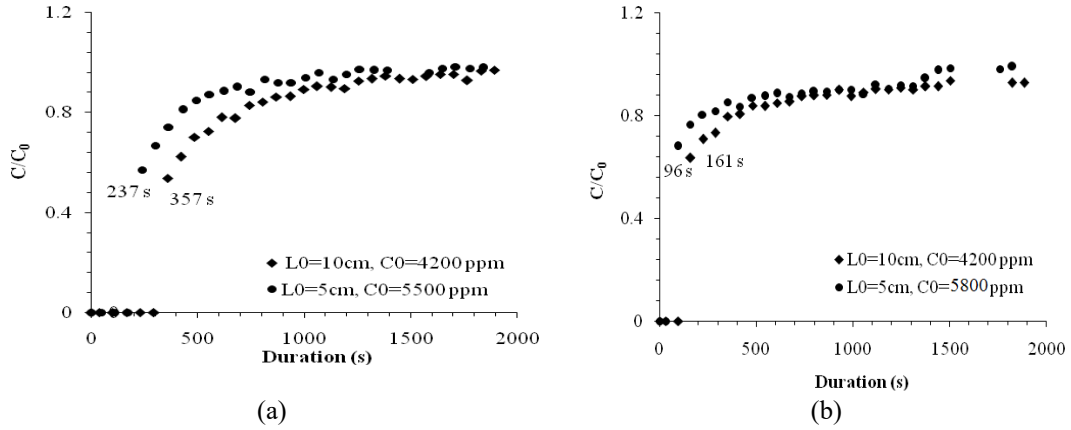 1.2
0.8
0.4
0
C/C0
237 s
357 s
L0=10cm, C0=4200 ppm
L0=5cm, C0=5500 ppm
0 500 1000 1500 2000
Duration (s)
(a)
1.2
0.8
0.4
0
C/C0
96 s
161 s
L0=10cm, C0=4200 ppm
L0=5cm, C0=5800 ppm
0 500 1000 1500 2000
Duration (s)
(b)